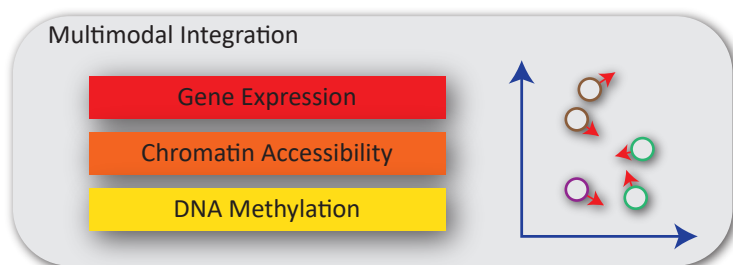 Multimodal Integration
Gene Expression
Chromatin Accessibility
DNA Methylation